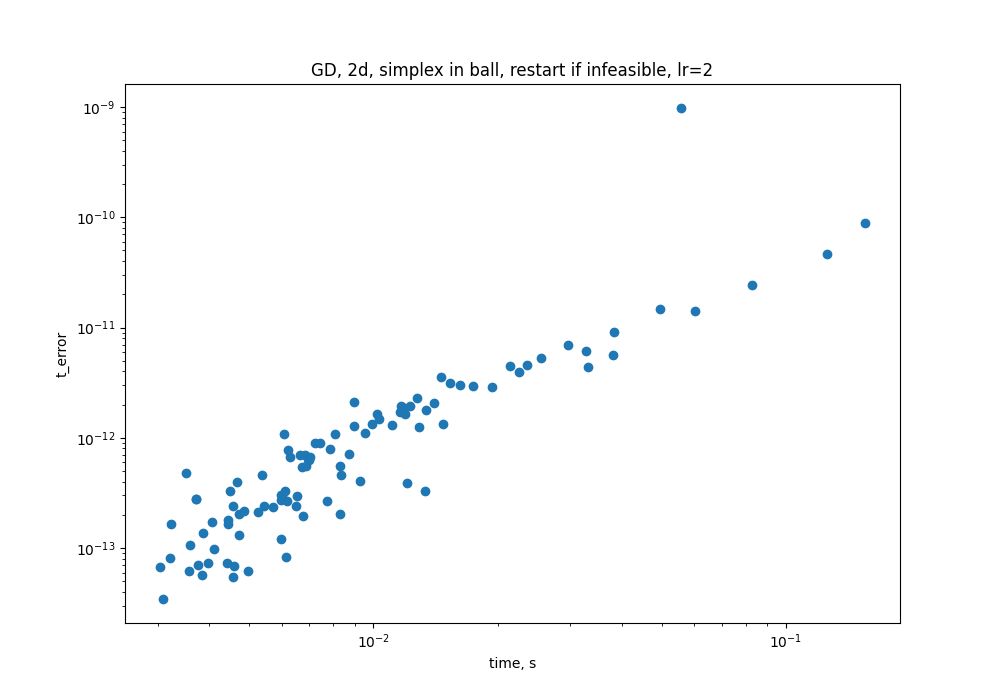 GD, 2d, simplex in ball, restart if infeasible, lr=2
10⁻⁹
10⁻¹⁰
10⁻¹¹
10⁻¹²
10⁻¹³
t_error
10⁻²
10⁻¹
time, s